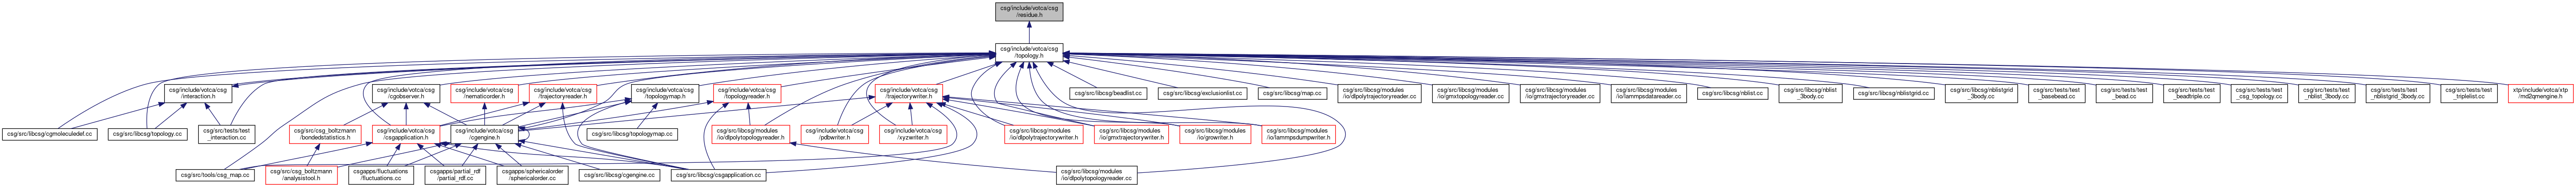 csg/include/votca/csg
/residue.h
csg/include/votca/csg
/topology.h
csg/include/votca/csg
/interaction.h
csg/include/votca/csg
/cgobserver.h
csg/include/votca/csg
/nematicorder.h
csg/include/votca/csg
/trajectoryreader.h
csg/include/votca/csg
/topologymap.h
csg/include/votca/csg
/topologyreader.h
csg/include/votca/csg
/trajectorywriter.h
csg/src/libcsg/beadlist.cc
csg/src/libcsg/exclusionlist.cc
csg/src/libcsg/map.cc
csg/src/libcsg/modules
/io/dlpolytrajectoryreader.cc
csg/src/libcsg/modules
/io/gmxtopologyreader.cc
csg/src/libcsg/modules
/io/gmxtrajectoryreader.cc
csg/src/libcsg/modules
/io/lammpsdatareader.cc
csg/src/libcsg/nblist.cc
csg/src/libcsg/nblist
_3body.cc
csg/src/libcsg/nblistgrid.cc
csg/src/libcsg/nblistgrid
_3body.cc
csg/src/tests/test
_basebead.cc
csg/src/tests/test
_bead.cc
csg/src/tests/test
_beadtriple.cc
csg/src/tests/test
_csg_topology.cc
csg/src/tests/test
_nblist_3body.cc
csg/src/tests/test
_nblistgrid_3body.cc
csg/src/tests/test
_triplelist.cc
xtp/include/votca/xtp
/md2qmengine.h
csg/src/libcsg/cgmoleculedef.cc
csg/src/libcsg/topology.cc
csg/src/tests/test
_interaction.cc
csg/src/csg_boltzmann
/bondedstatistics.h
csg/include/votca/csg
/csgapplication.h
csg/include/votca/csg
/cgengine.h
csg/src/libcsg/topologymap.cc
csg/src/libcsg/modules
/io/dlpolytopologyreader.h
csg/include/votca/csg
/pdbwriter.h
csg/include/votca/csg
/xyzwriter.h
csg/src/libcsg/modules
/io/dlpolytrajectorywriter.h
csg/src/libcsg/modules
/io/gmxtrajectorywriter.h
csg/src/libcsg/modules
/io/growriter.h
csg/src/libcsg/modules
/io/lammpsdumpwriter.h
csg/src/tools/csg_map.cc
csg/src/csg_boltzmann
/analysistool.h
csgapps/fluctuations
/fluctuations.cc
csgapps/partial_rdf
/partial_rdf.cc
csgapps/sphericalorder
/sphericalorder.cc
csg/src/libcsg/cgengine.cc
csg/src/libcsg/csgapplication.cc
csg/src/libcsg/modules
/io/dlpolytopologyreader.cc